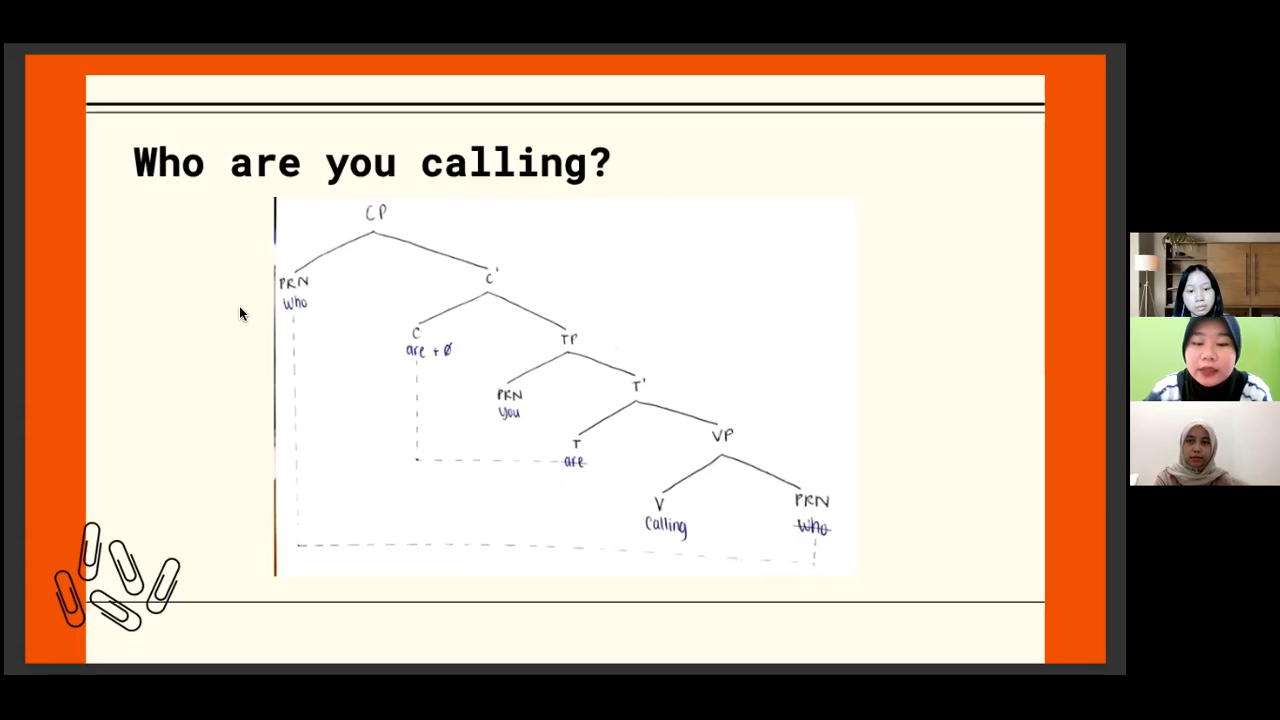 Who are you calling?
CP
PRN
who
C'
C
are + ø
TP
PRN
you
T'
T
are
VP
V
calling
PRN
who